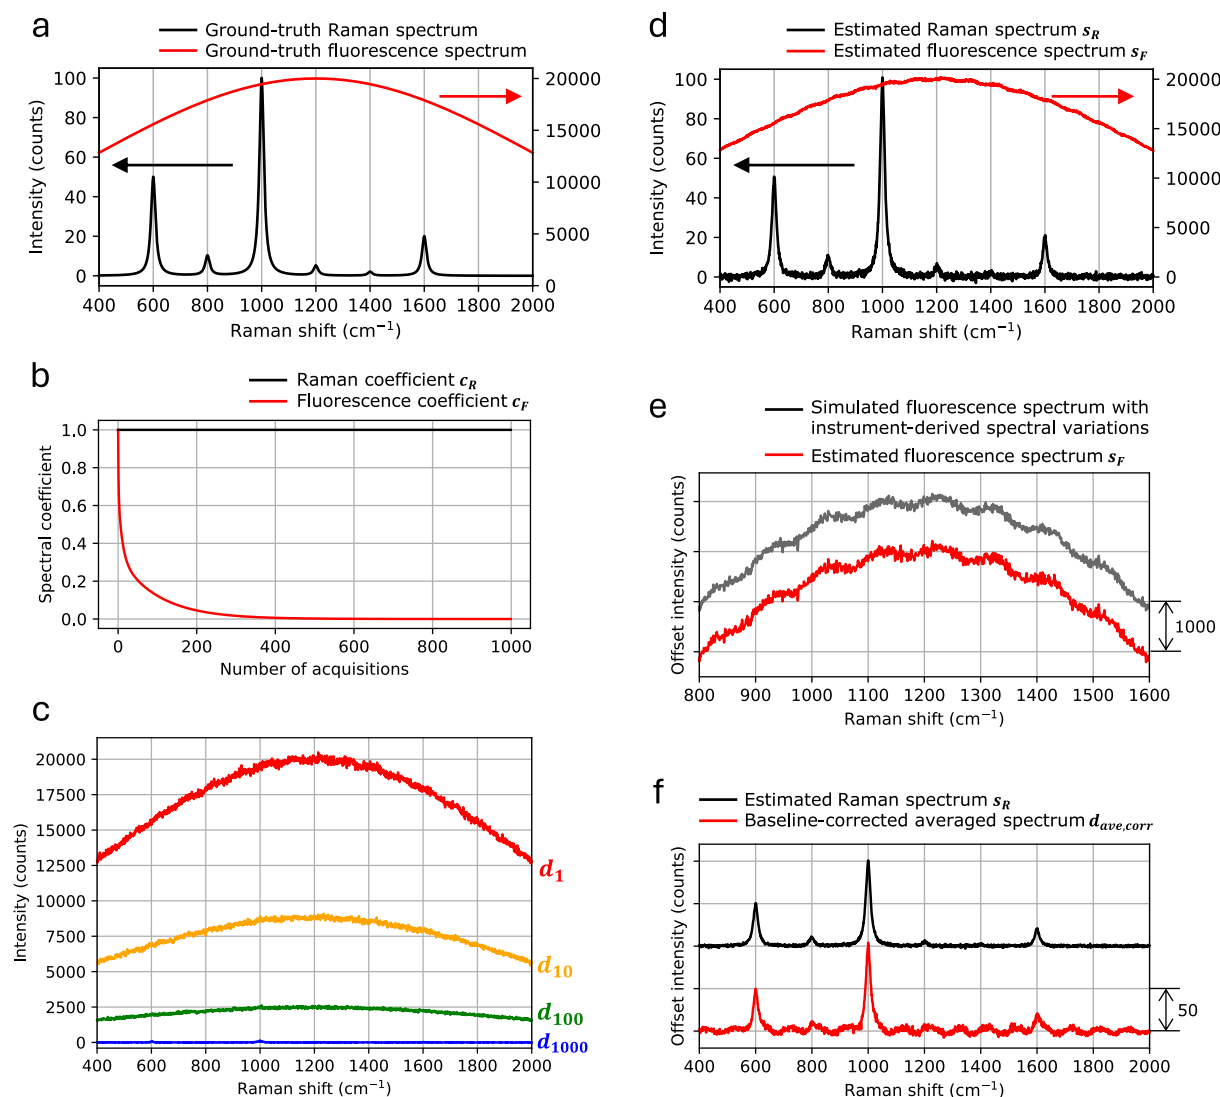 a
Ground-truth Raman spectrum
Ground-truth fluorescence spectrum
Intensity (counts)
100
80
60
40
20
0
20000
15000
10000
5000
0
400 600 800 1000 1200 1400 1600 1800 2000
Raman shift (cm⁻¹)
b
Raman coefficient c_R
Fluorescence coefficient c_F
Spectral coefficient
1.0
0.8
0.6
0.4
0.2
0.0
0 200 400 600 800 1000
Number of acquisitions
c
Intensity (counts)
20000
17500
15000
12500
10000
7500
5000
2500
0
d₁
d₁₀
d₁₀₀
d₁₀₀₀
400 600 800 1000 1200 1400 1600 1800 2000
Raman shift (cm⁻¹)
d
Estimated Raman spectrum s_R
Estimated fluorescence spectrum s_F
Intensity (counts)
100
80
60
40
20
0
20000
15000
10000
5000
0
400 600 800 1000 1200 1400 1600 1800 2000
Raman shift (cm⁻¹)
e
Simulated fluorescence spectrum with
instrument-derived spectral variations
Estimated fluorescence spectrum s_F
Offset intensity (counts)
1000
800 900 1000 1100 1200 1300 1400 1500 1600
Raman shift (cm⁻¹)
f
Estimated Raman spectrum s_R
Baseline-corrected averaged spectrum d_ave,corr
Offset intensity (counts)
50
400 600 800 1000 1200 1400 1600 1800 2000
Raman shift (cm⁻¹)